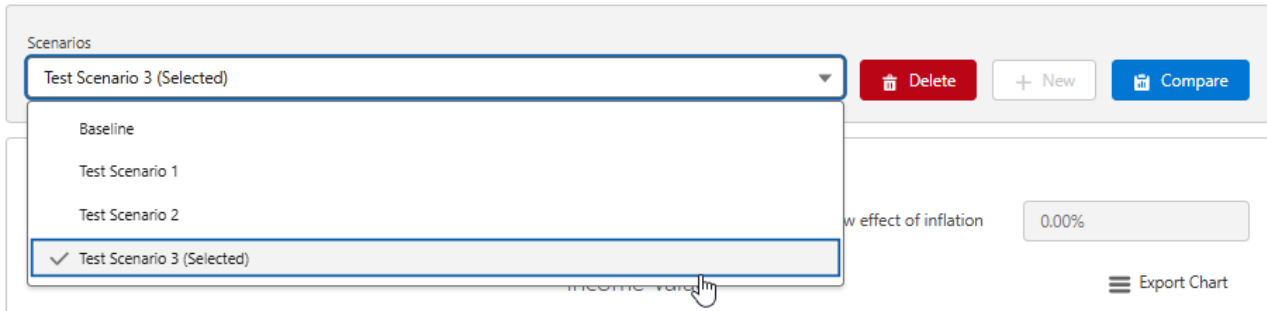 Scenarios
Test Scenario 3 (Selected)
Delete
New
Compare
Baseline
Test Scenario 1
Test Scenario 2
Test Scenario 3 (Selected)
effect of inflation
0.00%
Export Chart